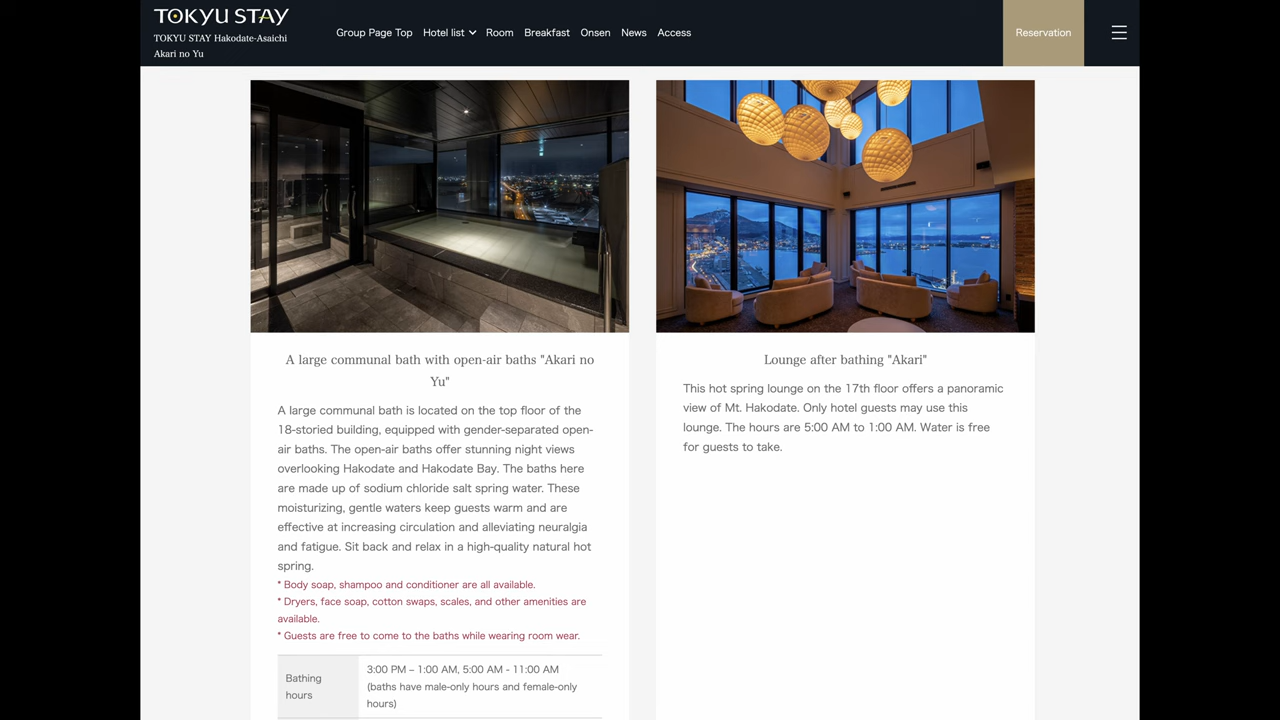 TOKYU STAY
TOKYU STAY Hakodate-Asaichi
Akari no Yu
Group Page Top
Hotel list
Room
Breakfast
Onsen
News
Access
Reservation
A large communal bath with open-air baths "Akari no
Yu"
A large communal bath is located on the top floor of the
18-storied building, equipped with gender-separated open-
air baths. The open-air baths offer stunning night views
overlooking Hakodate and Hakodate Bay. The baths here
are made up of sodium chloride salt spring water. These
moisturizing, gentle waters keep guests warm and are
effective at increasing circulation and alleviating neuralgia
and fatigue. Sit back and relax in a high-quality natural hot
spring.
* Body soap, shampoo and conditioner are all available.
* Dryers, face soap, cotton swaps, scales, and other amenities are
available.
* Guests are free to come to the baths while wearing room wear.
Bathing
hours
3:00 PM – 1:00 AM, 5:00 AM - 11:00 AM
(baths have male-only hours and female-only
hours)
Lounge after bathing "Akari"
This hot spring lounge on the 17th floor offers a panoramic
view of Mt. Hakodate. Only hotel guests may use this
lounge. The hours are 5:00 AM to 1:00 AM. Water is free
for guests to take.